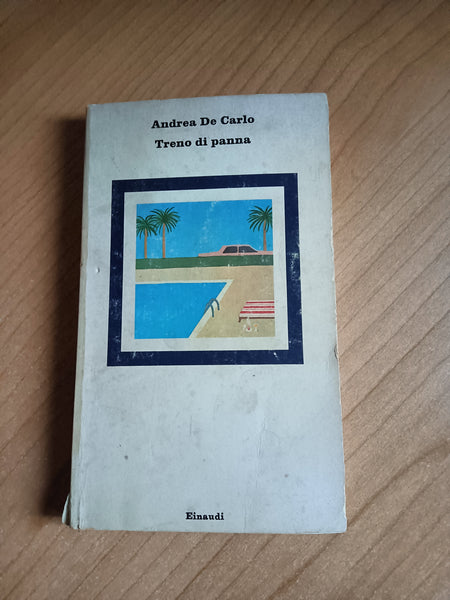 Andrea De Carlo
Treno di panna
Einaudi